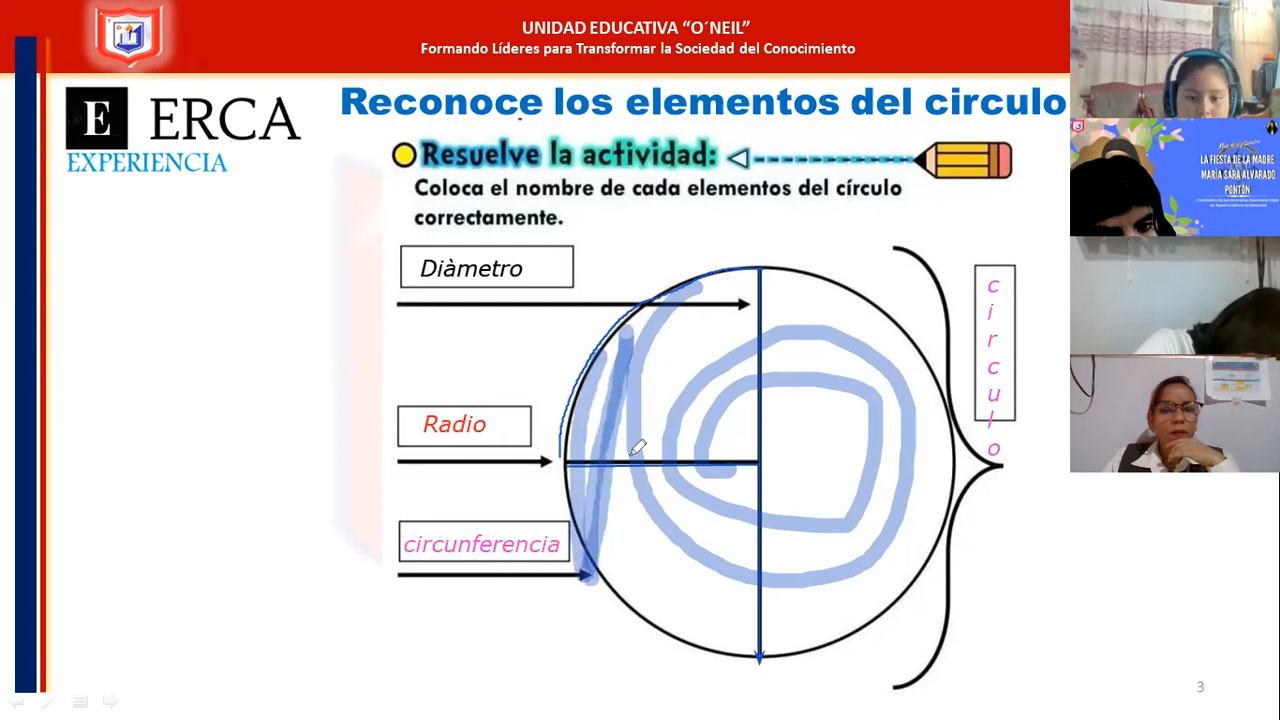 UNIDAD EDUCATIVA “O´NEIL”
Formando Líderes para Transformar la Sociedad del Conocimiento
E ERCA
EXPERIENCIA
Reconoce los elementos del circulo
Resuelve la actividad:
Coloca el nombre de cada elementos del círculo
correctamente.
Diàmetro
Radio
circunferencia
c
i
r
c
u
l
o
3
LA FIESTA DE LA MADRE
MARÍA SARA ALVARADO
PONTÓN